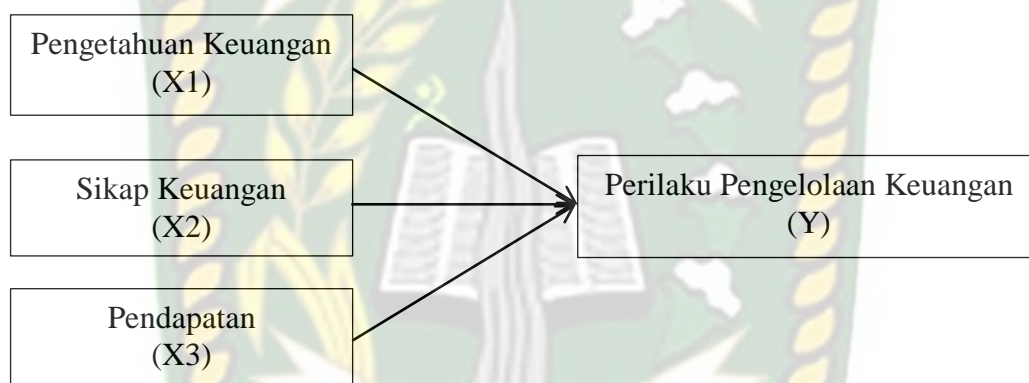 Pengetahuan Keuangan
(X1)
Sikap Keuangan
(X2)
Pendapatan
(X3)
Perilaku Pengelolaan Keuangan
(Y)